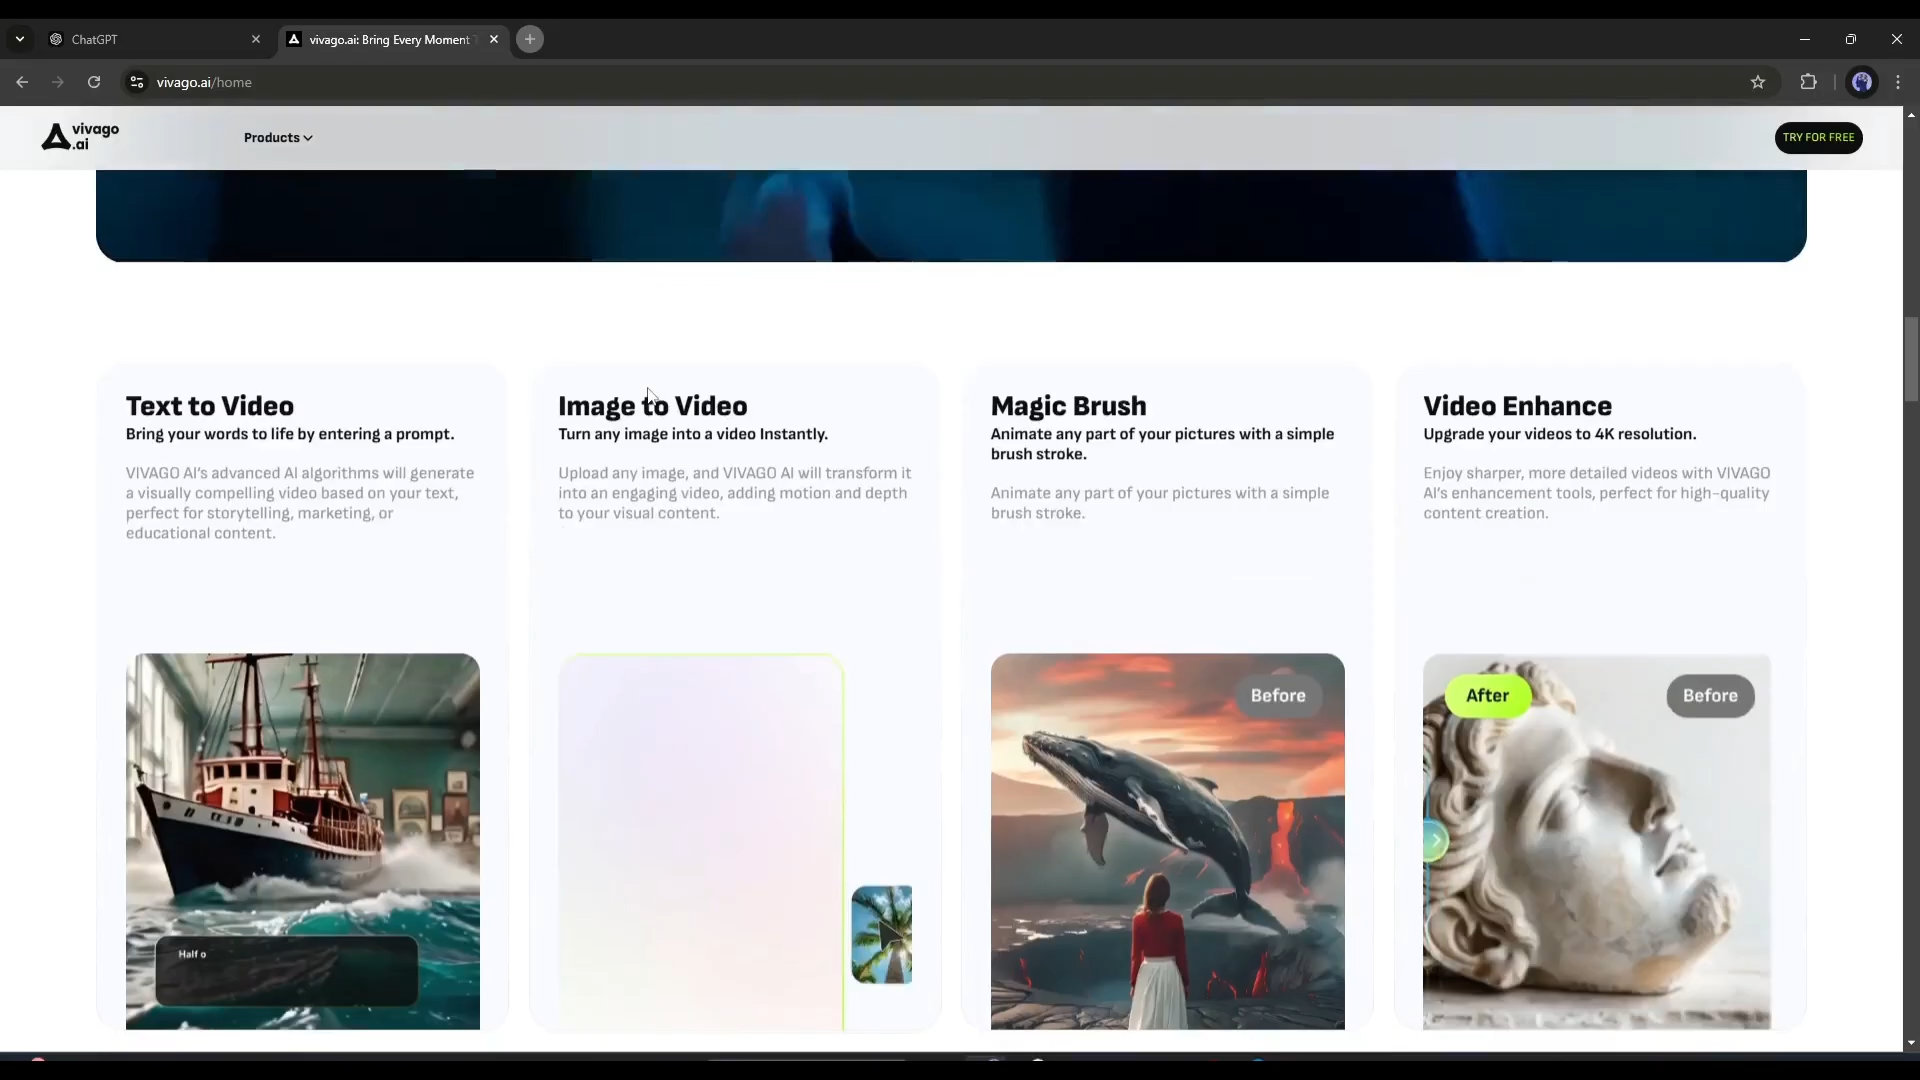 ChatGPT
vivago.ai: Bring Every Moment
vivago.ai/home
vivago
.ai
Products
TRY FOR FREE
Text to Video
Bring your words to life by entering a prompt.
VIVAGO AI's advanced AI algorithms will generate
a visually compelling video based on your text,
perfect for storytelling, marketing, or
educational content.
Half o
Image to Video
Turn any image into a video Instantly.
Upload any image, and VIVAGO AI will transform it
into an engaging video, adding motion and depth
to your visual content.
Magic Brush
Animate any part of your pictures with a simple
brush stroke.
Animate any part of your pictures with a simple
brush stroke.
Before
Video Enhance
Upgrade your videos to 4K resolution.
Enjoy sharper, more detailed videos with VIVAGO
AI's enhancement tools, perfect for high-quality
content creation.
After
Before